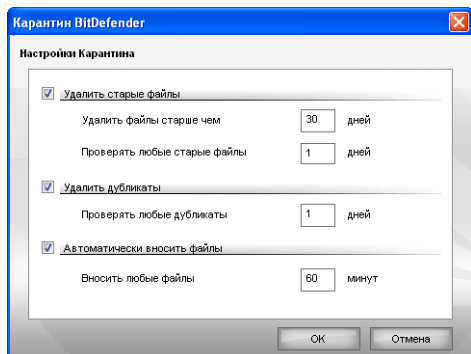 Карантин BitDefender
Настройки Карантина
Удалить старые файлы
Удалить файлы старше чем 30 дней
Проверять любые старые файлы 1 дней
Удалить дубликаты
Проверять любые дубликаты 1 дней
Автоматически вносить файлы
Вносить любые файлы 60 минут
OK Отмена